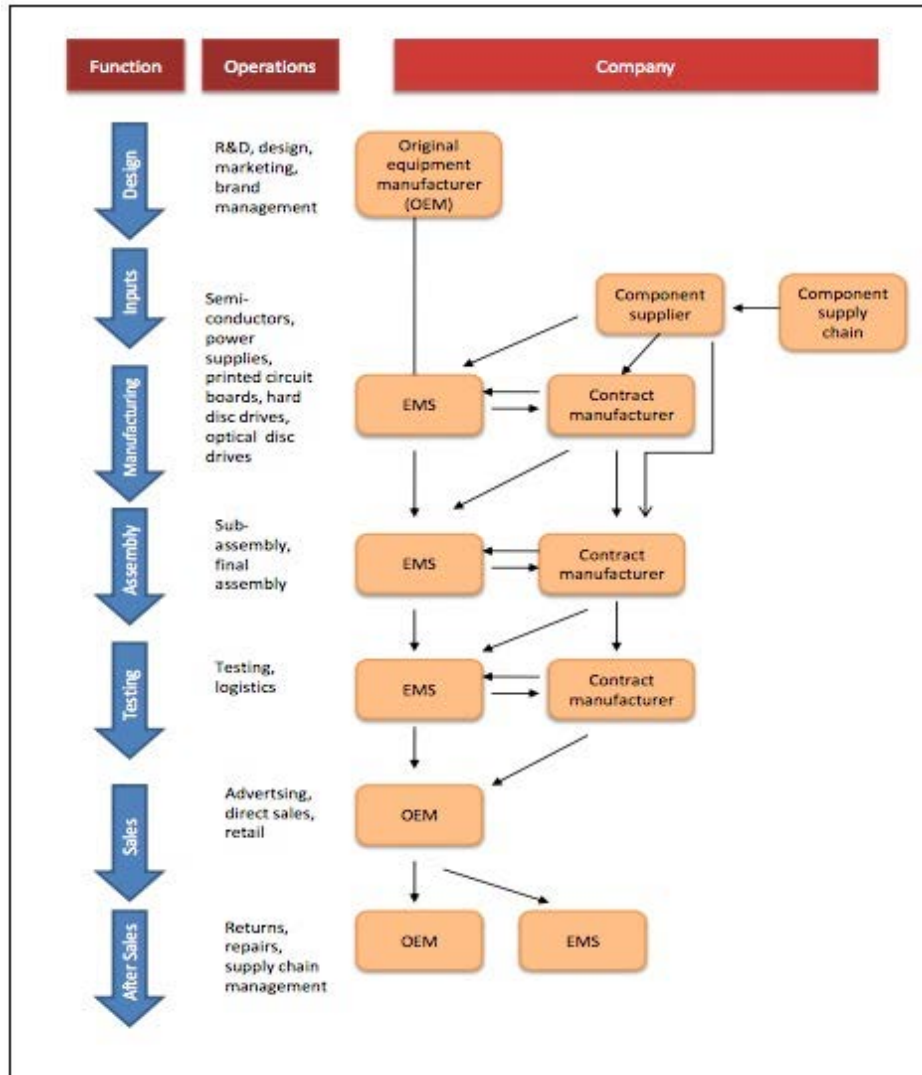 Function
Operations
Company
Design
R&D, design,
marketing,
brand
management
Original
equipment
manufacturer
(OEM)
Inputs
Component
supplier
Component
supply
chain
Manufacturing
Semi-
conductors,
power
supplies,
printed circuit
boards, hard
disc drives,
optical disc
drives
EMS
Contract
manufacturer
Assembly
Sub-
assembly,
final
assembly
EMS
Contract
manufacturer
Testing
Testing,
logistics
EMS
Contract
manufacturer
Sales
Advertsing,
direct sales,
retail
OEM
After Sales
Returns,
repairs,
supply chain
management
OEM
EMS